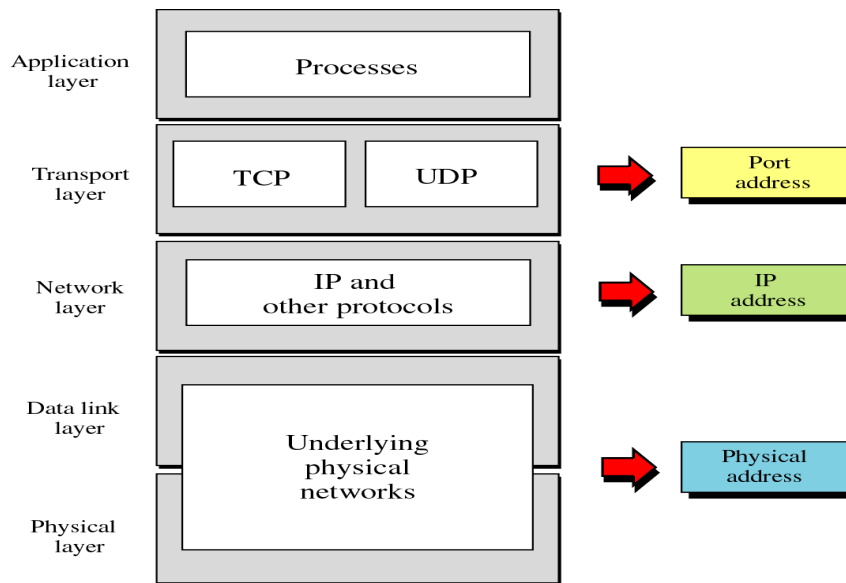 Application
layer
Processes
Transport
layer
TCP
UDP
Port
address
Network
layer
IP and
other protocols
IP
address
Data link
layer
Underlying
physical
networks
Physical
address
Physical
layer